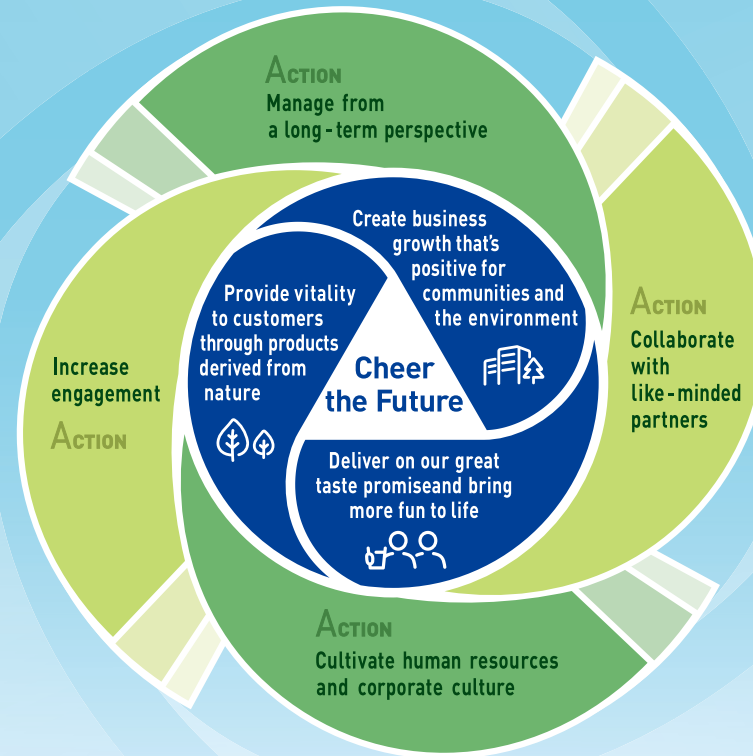 ACTION
Manage from
a long-term perspective
Create business
growth that's
positive for
communities and
the environment
Provide vitality
to customers
through products
derived from
nature
Cheer
the Future
Deliver on our great
taste promiseand bring
more fun to life
ACTION
Collaborate
with
like-minded
partners
Increase
engagement
ACTION
ACTION
Cultivate human resources
and corporate culture